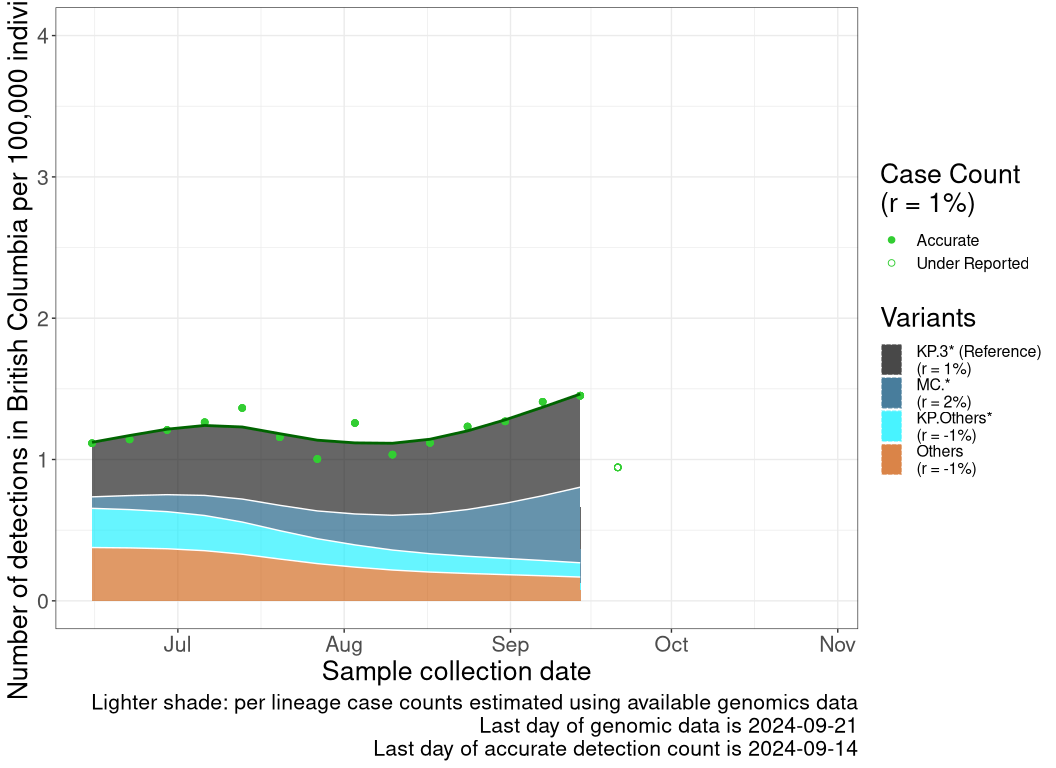 Number of detections in British Columbia per 100,000 indivi
4
3
2
1
0
Jul
Aug
Sep
Oct
Nov
Sample collection date
Lighter shade: per lineage case counts estimated using available genomics data
Last day of genomic data is 2024-09-21
Last day of accurate detection count is 2024-09-14
Case Count
(r = 1%)
Accurate
Under Reported
Variants
KP.3* (Reference)
(r = 1%)
MC.*
(r = 2%)
KP.Others*
(r = -1%)
Others
(r = -1%)